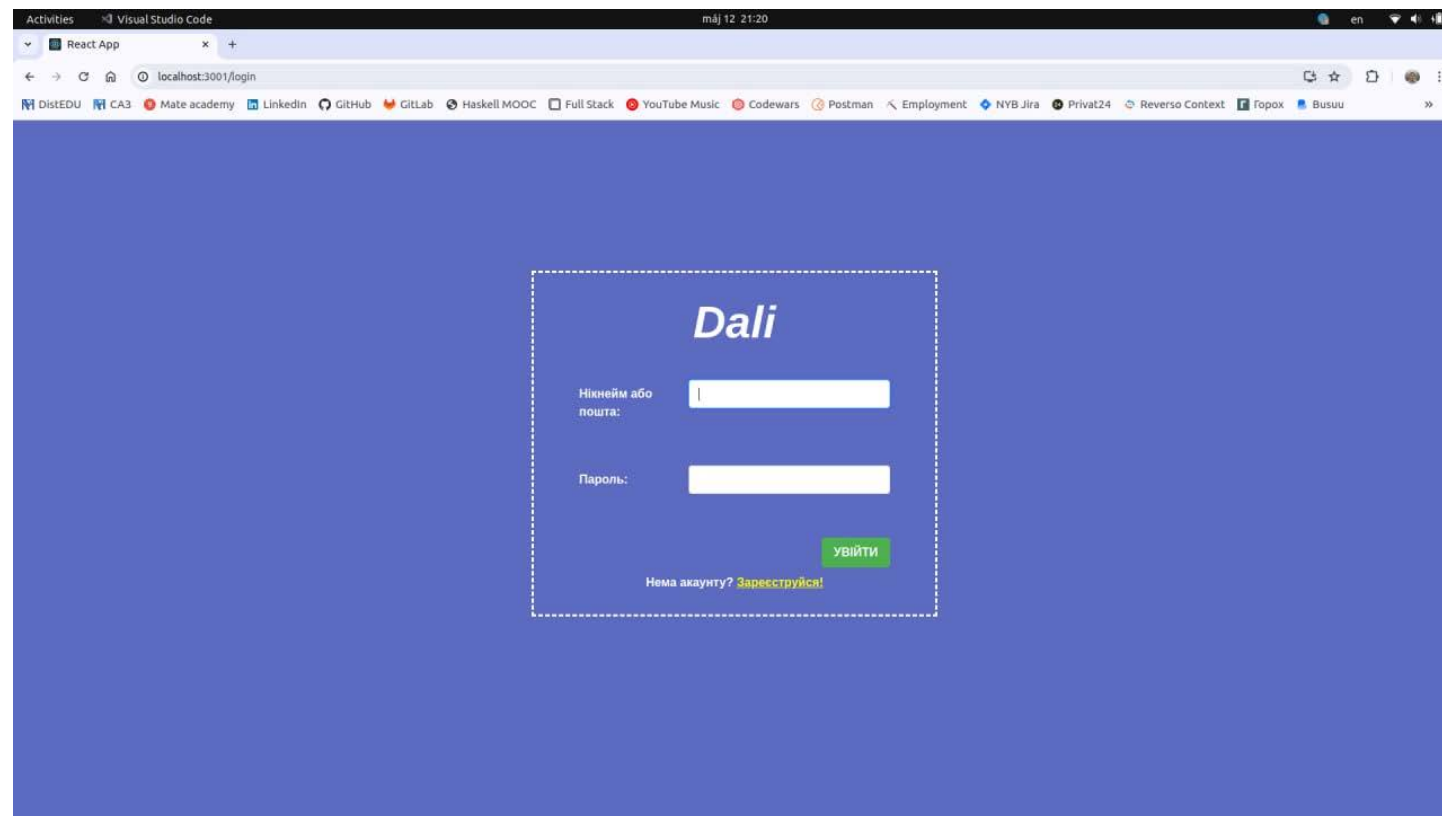 Activities Visual Studio Code máj 12 21:20 en
React App
localhost:3001/login
DistEDU CA3 Mate academy LinkedIn GitHub GitLab Haskell MOOC Full Stack YouTube Music Codewars Postman Employment NYB Jira Privat24 Reverso Context Горох Busuu »
Dali
Нікнейм або
пошта:
Пароль:
УВІЙТИ
Нема акаунту? Зареєструйся!